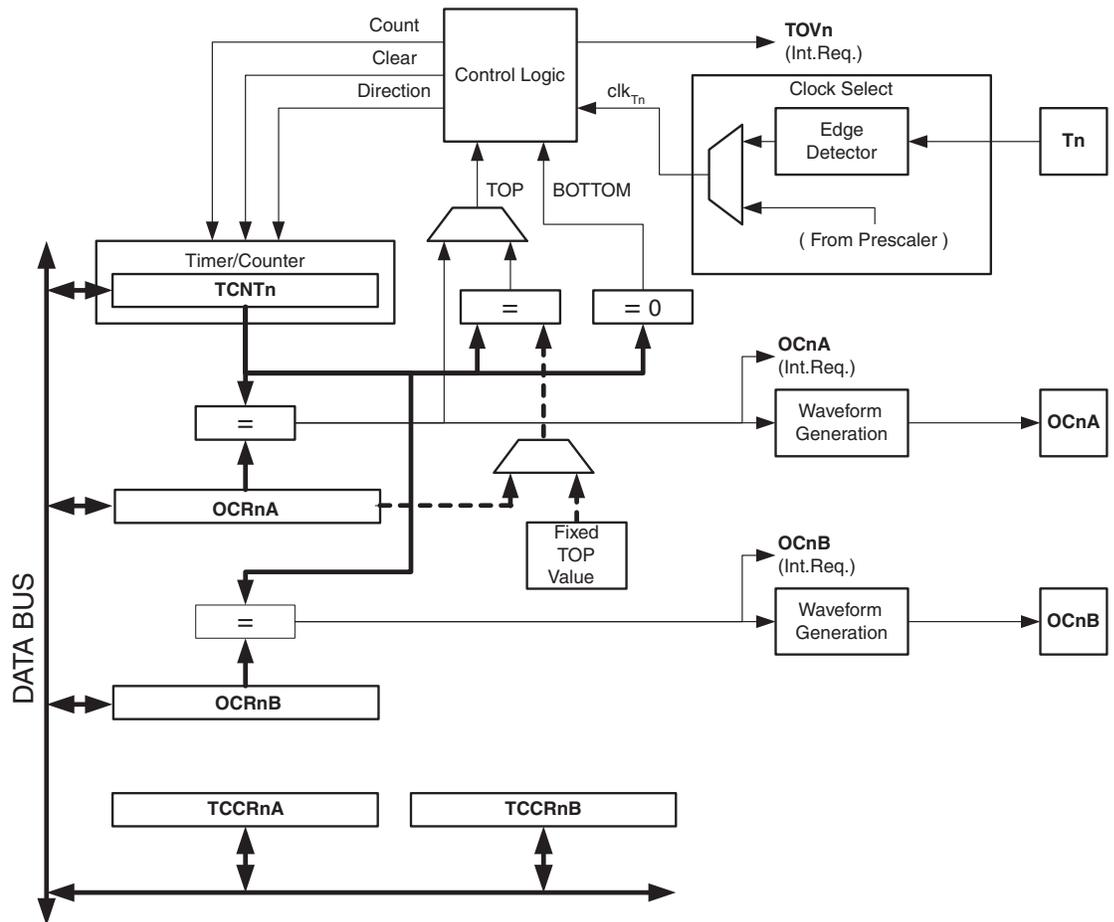 Count
Clear
Direction
Control Logic
TOVn
(Int.Req.)
clkTn
Clock Select
Edge
Detector
Tn
TOP
BOTTOM
( From Prescaler )
Timer/Counter
TCNTn
=
= 0
OCnA
(Int.Req.)
=
Waveform
Generation
OCnA
OCRnA
Fixed
TOP
Value
OCnB
(Int.Req.)
=
Waveform
Generation
OCnB
DATA BUS
OCRnB
TCCRnA
TCCRnB